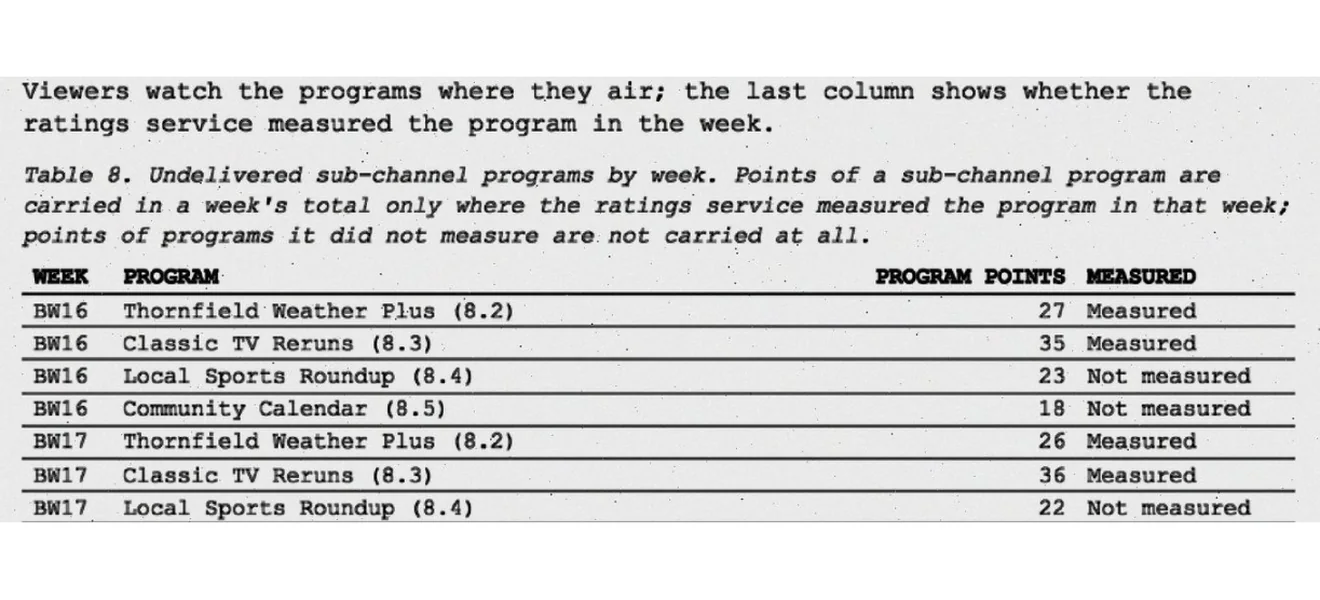 Viewers watch the programs where they air; the last column shows whether the
ratings service measured the program in the week.
Table 8. Undelivered sub-channel programs by week. Points of a sub-channel program are
carried in a week's total only where the ratings service measured the program in that week;
points of programs it did not measure are not carried at all.
WEEK PROGRAM PROGRAM POINTS MEASURED
BW16 Thornfield Weather Plus (8.2) 27 Measured
BW16 Classic TV Reruns (8.3) 35 Measured
BW16 Local Sports Roundup (8.4) 23 Not measured
BW16 Community Calendar (8.5) 18 Not measured
BW17 Thornfield Weather Plus (8.2) 26 Measured
BW17 Classic TV Reruns (8.3) 36 Measured
BW17 Local Sports Roundup (8.4) 22 Not measured